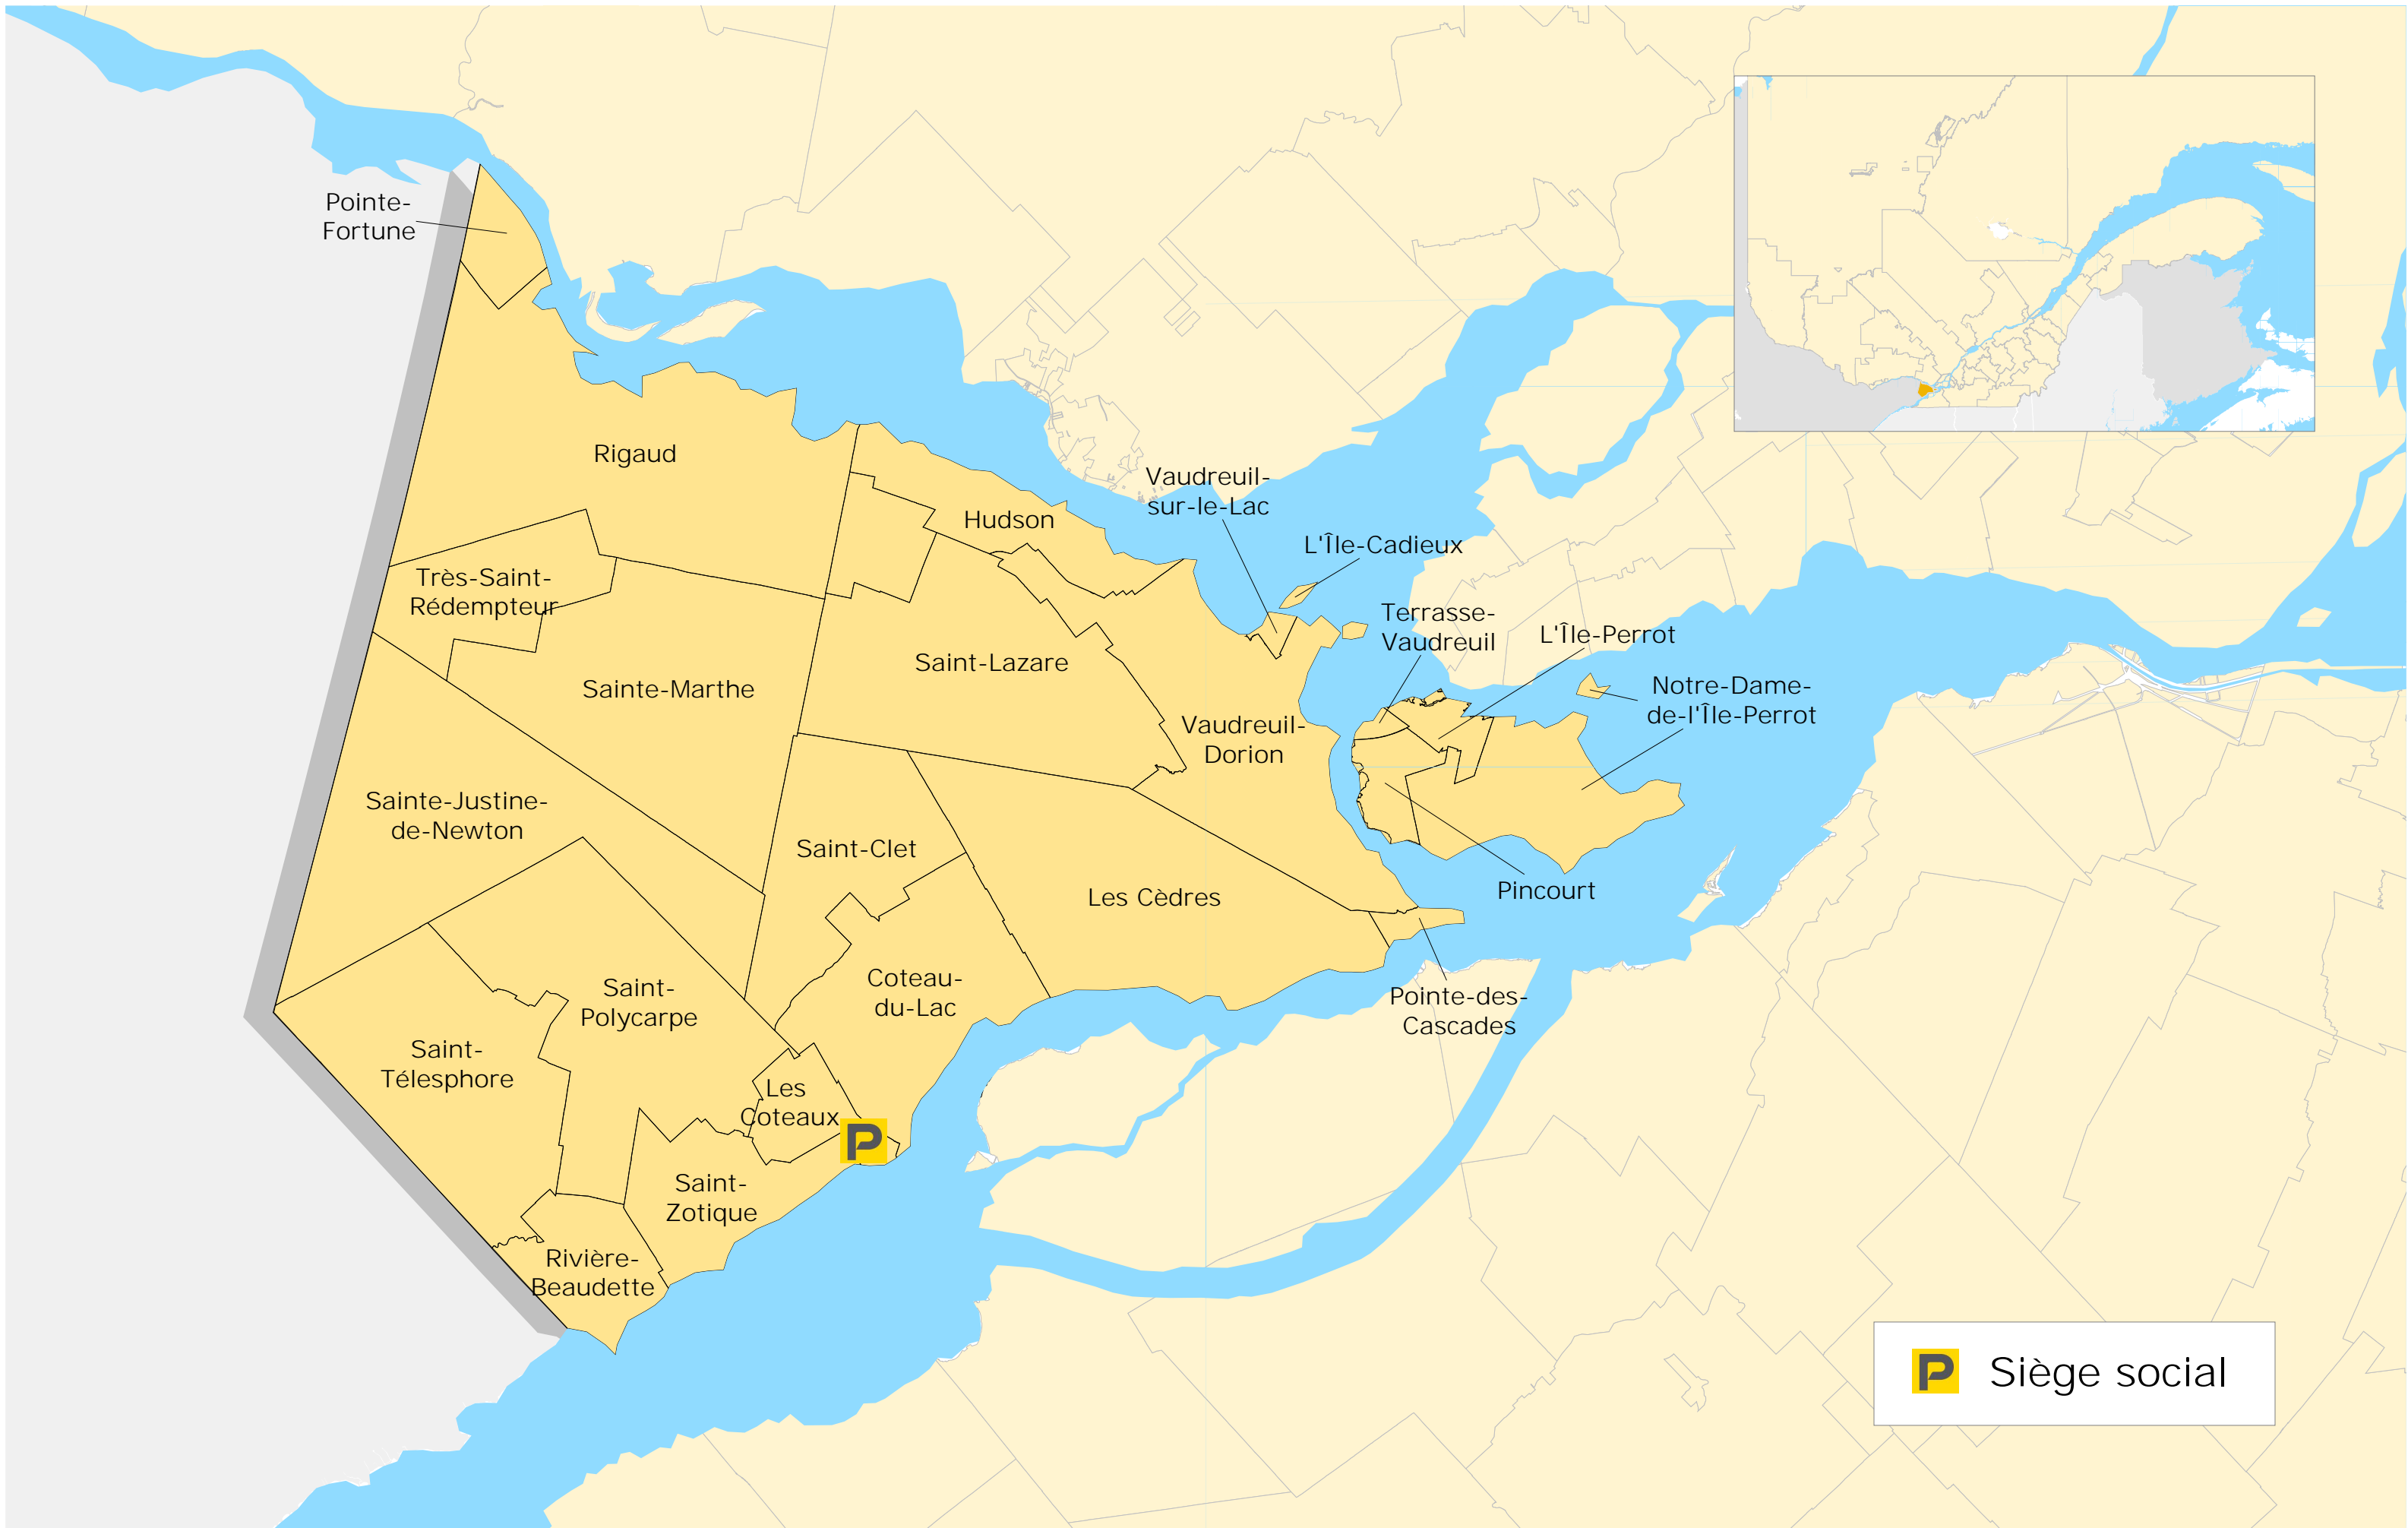 Pointe-
Fortune
Rigaud
Vaudreuil-
sur-le-Lac
Hudson
L'Île-Cadieux
Très-Saint-
Rédempteur
Terrasse-
Vaudreuil
L'Île-Perrot
Saint-Lazare
Sainte-Marthe
Notre-Dame-
de-l'Île-Perrot
Vaudreuil-
Dorion
Sainte-Justine-
de-Newton
Saint-Clet
Les Cèdres
Pincourt
Coteau-
du-Lac
Saint-
Polycarpe
Pointe-des-
Cascades
Saint-
Télesphore
Les
Coteaux
P
Saint-
Zotique
Rivière-
Beaudette
P Siège social